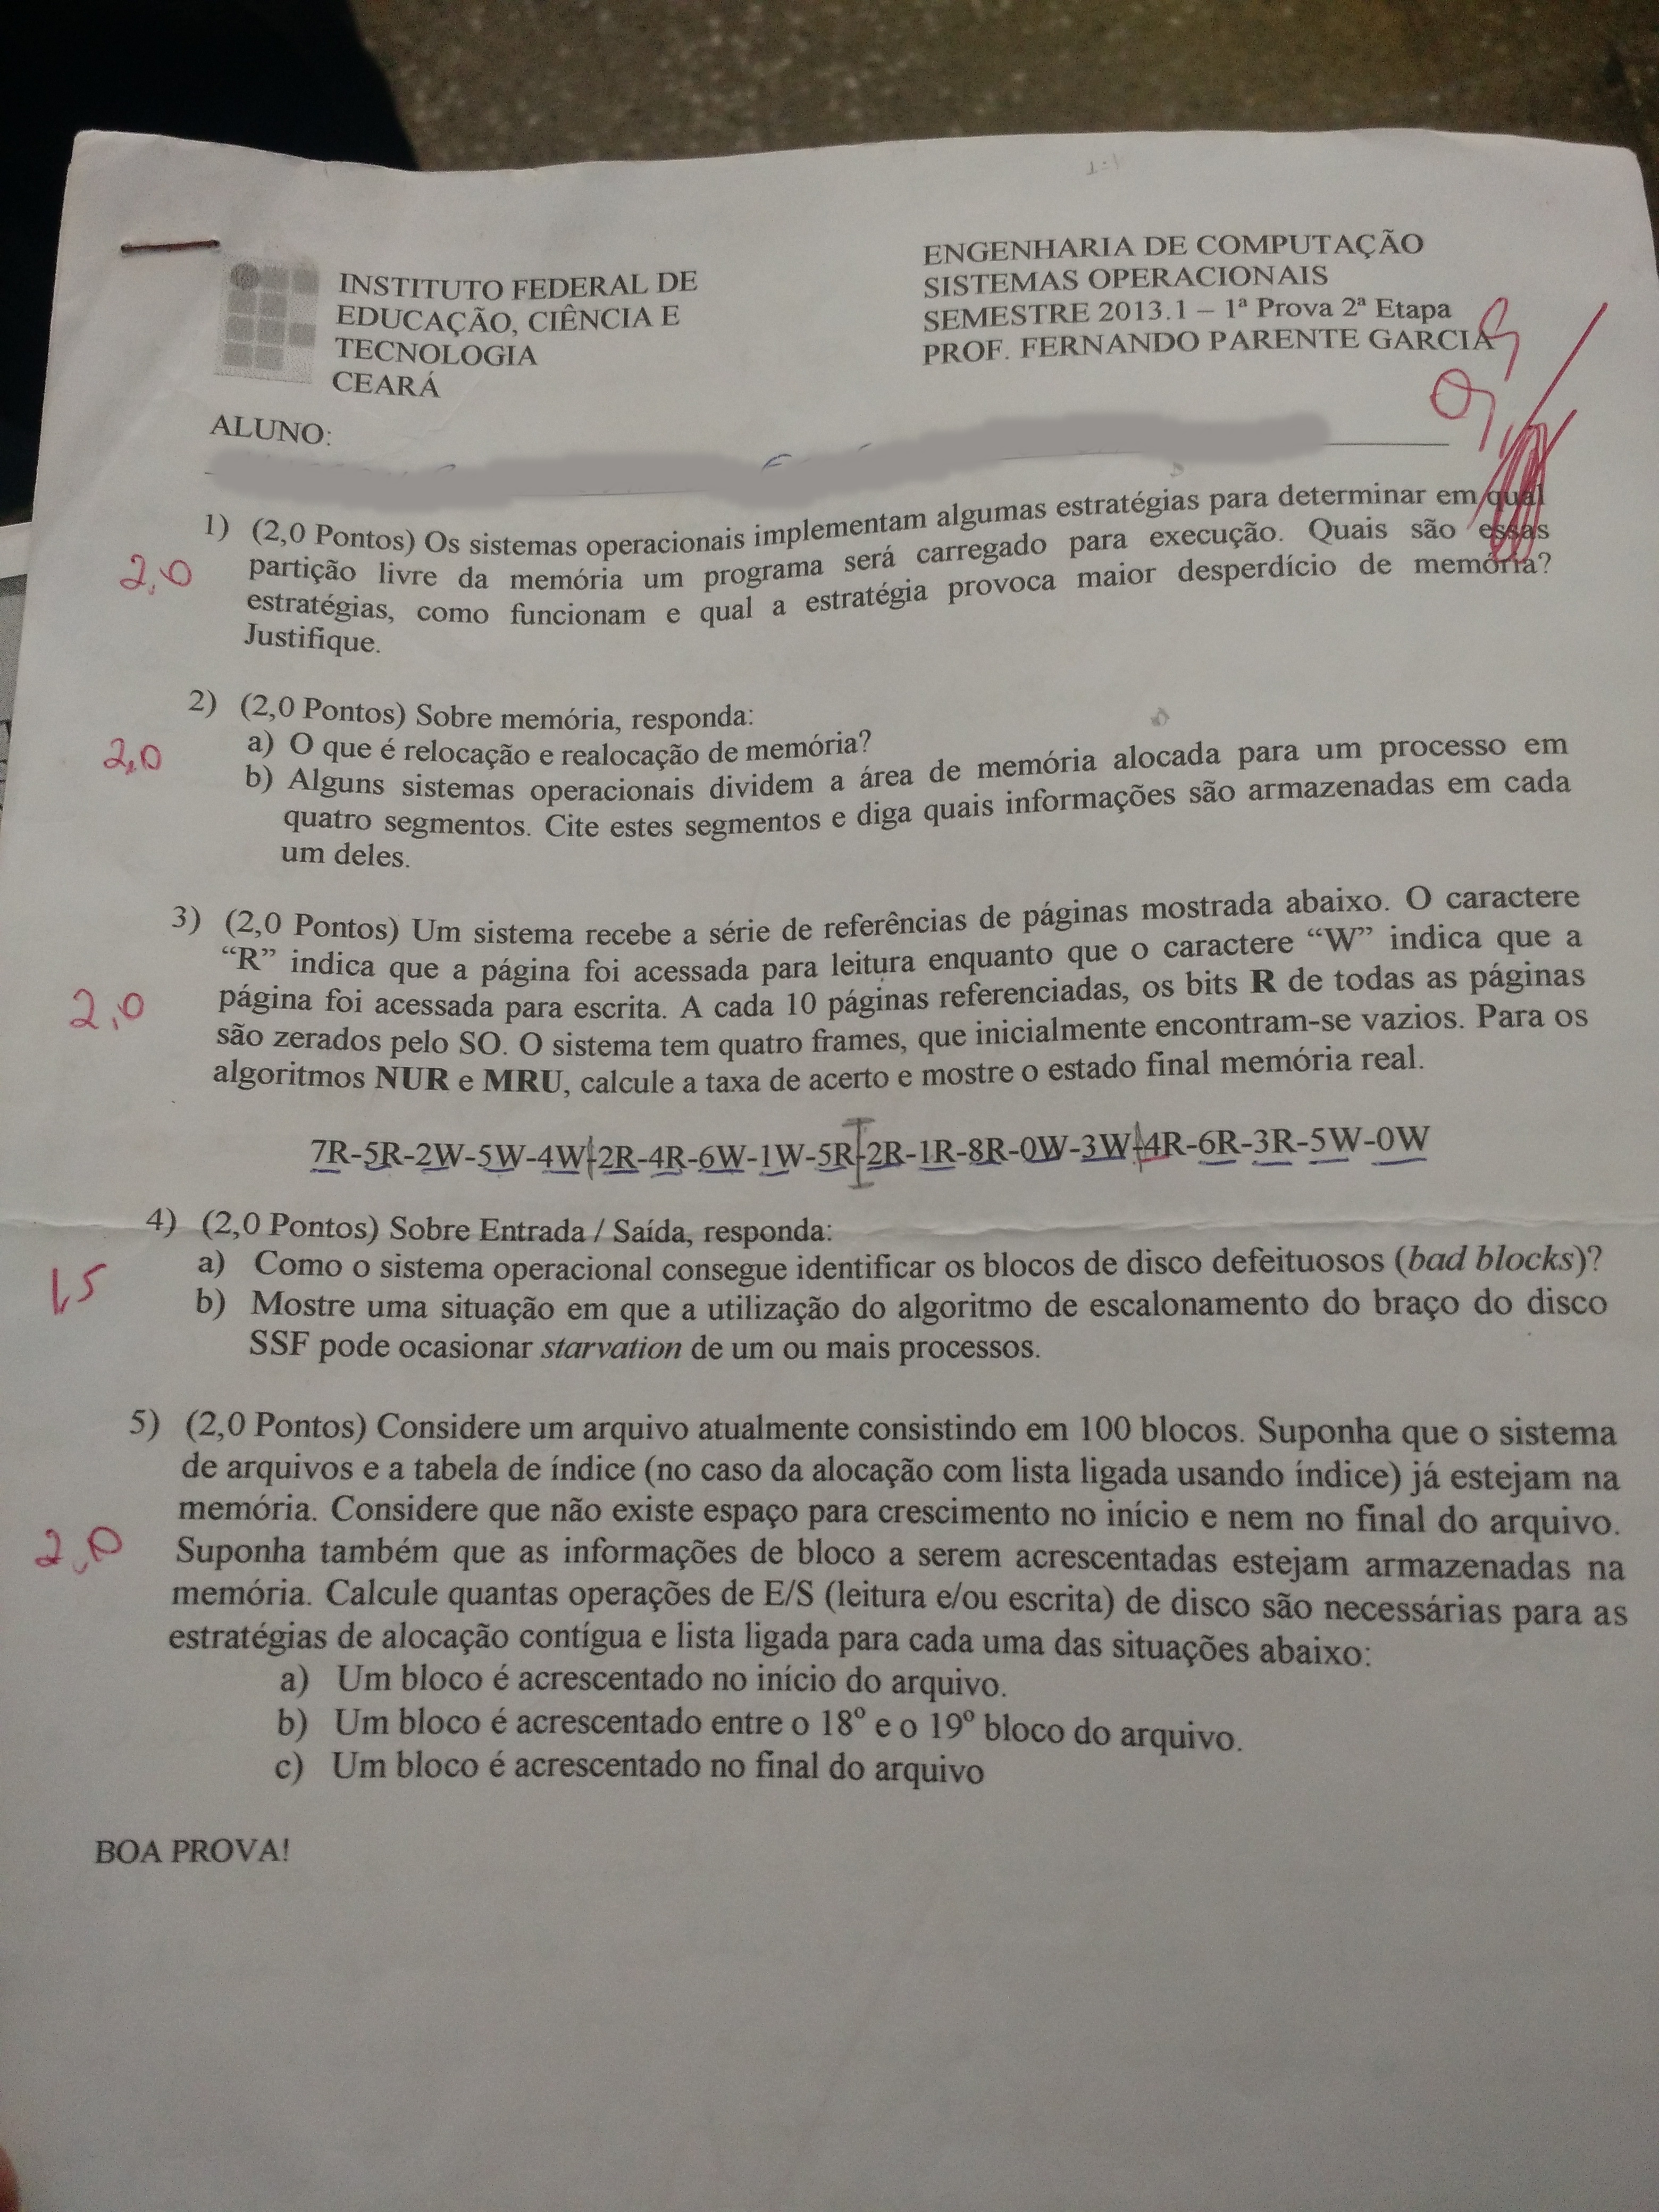 INSTITUTO FEDERAL DE
EDUCAÇÃO, CIÊNCIA E
TECNOLOGIA
CEARÁ
ENGENHARIA DE COMPUTAÇÃO
SISTEMAS OPERACIONAIS
SEMESTRE 2013.1 – 1ª Prova 2ª Etapa
PROF. FERNANDO PARENTE GARCIA
ALUNO:
1) (2,0 Pontos) Os sistemas operacionais implementam algumas estratégias para determinar em qual
partição livre da memória um programa será carregado para execução. Quais são essas
estratégias, como funcionam e qual a estratégia provoca maior desperdício de memória?
Justifique.
2,0
2) (2,0 Pontos) Sobre memória, responda:
a) O que é relocação e realocação de memória?
b) Alguns sistemas operacionais dividem a área de memória alocada para um processo em
quatro segmentos. Cite estes segmentos e diga quais informações são armazenadas em cada
um deles.
2,0
3) (2,0 Pontos) Um sistema recebe a série de referências de páginas mostrada abaixo. O caractere
“R” indica que a página foi acessada para leitura enquanto que o caractere “W” indica que a
página foi acessada para escrita. A cada 10 páginas referenciadas, os bits R de todas as páginas
são zerados pelo SO. O sistema tem quatro frames, que inicialmente encontram-se vazios. Para os
algoritmos NUR e MRU, calcule a taxa de acerto e mostre o estado final memória real.
2,0
7R-5R-2W-5W-4W-2R-4R-6W-1W-5R-2R-1R-8R-0W-3W-4R-6R-3R-5W-0W
4) (2,0 Pontos) Sobre Entrada / Saída, responda:
a) Como o sistema operacional consegue identificar os blocos de disco defeituosos (bad blocks)?
b) Mostre uma situação em que a utilização do algoritmo de escalonamento do braço do disco
SSF pode ocasionar starvation de um ou mais processos.
1,5
5) (2,0 Pontos) Considere um arquivo atualmente consistindo em 100 blocos. Suponha que o sistema
de arquivos e a tabela de índice (no caso da alocação com lista ligada usando índice) já estejam na
memória. Considere que não existe espaço para crescimento no início e nem no final do arquivo.
Suponha também que as informações de bloco a serem acrescentadas estejam armazenadas na
memória. Calcule quantas operações de E/S (leitura e/ou escrita) de disco são necessárias para as
estratégias de alocação contígua e lista ligada para cada uma das situações abaixo:
a) Um bloco é acrescentado no início do arquivo.
b) Um bloco é acrescentado entre o 18º e o 19º bloco do arquivo.
c) Um bloco é acrescentado no final do arquivo
2,0
BOA PROVA!